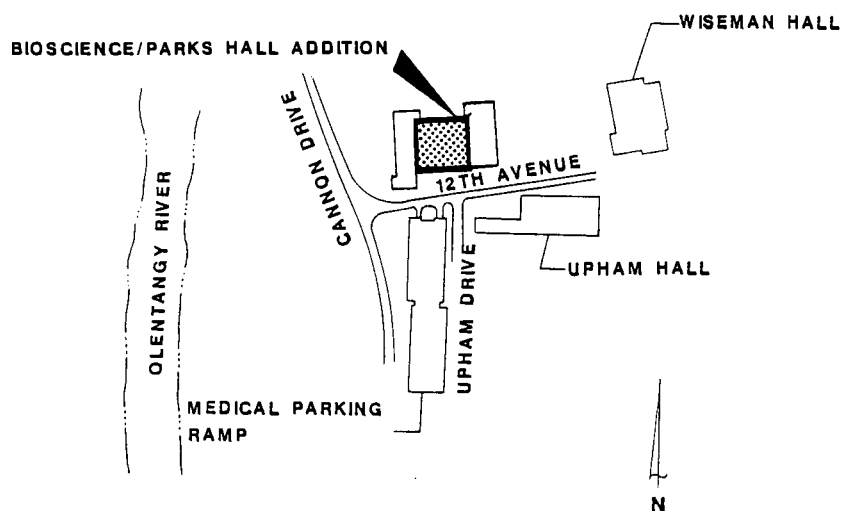 WISEMAN HALL
BIOSCIENCE/PARKS HALL ADDITION
CANNON DRIVE
12TH AVENUE
OLENTANGY RIVER
UPHAM DRIVE
UPHAM HALL
MEDICAL PARKING
RAMP
N